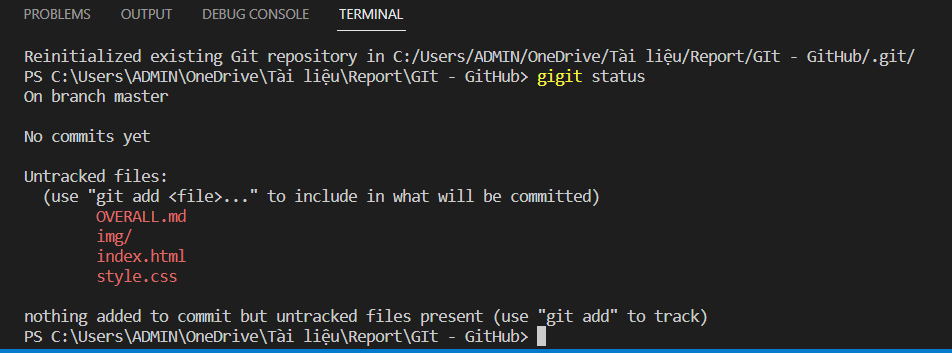 PROBLEMS OUTPUT DEBUG CONSOLE TERMINAL
Reinitialized existing Git repository in C:/Users/ADMIN/OneDrive/Tài liệu/Report/GIt - GitHub/.git/
PS C:\Users\ADMIN\OneDrive\Tài liệu\Report\GIt - GitHub> gigit status
On branch master
No commits yet
Untracked files:
(use "git add <file>..." to include in what will be committed)
OVERALL.md
img/
index.html
style.css
nothing added to commit but untracked files present (use "git add" to track)
PS C:\Users\ADMIN\OneDrive\Tài liệu\Report\GIt - GitHub>